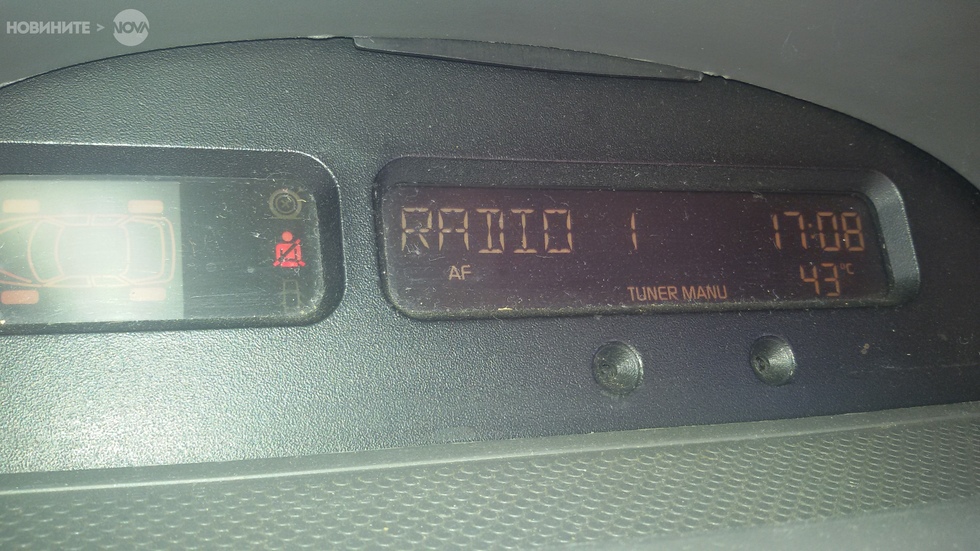 НОВИНИТЕ > NOVA
RADIO 1 17:08
AF 43°C
TUNER MANU